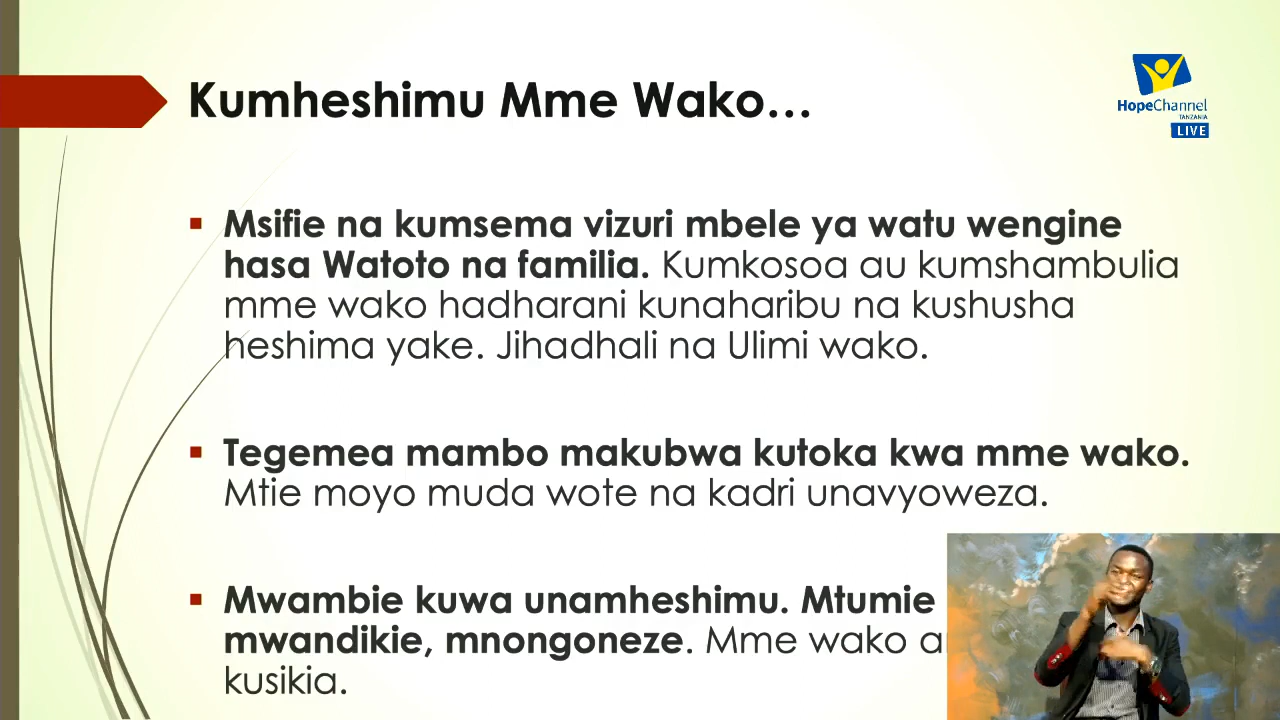 Kumheshimu Mme Wako...
HopeChannel
TANZANIA
LIVE
▪ Msifie na kumsema vizuri mbele ya watu wengine
hasa Watoto na familia. Kumkosoa au kumshambulia
mme wako hadharani kunaharibu na kushusha
heshima yake. Jihadhali na Ulimi wako.
▪ Tegemea mambo makubwa kutoka kwa mme wako.
Mtie moyo muda wote na kadri unavyoweza.
▪ Mwambie kuwa unamheshimu. Mtumie
mwandikie, mnongoneze. Mme wako
kusikia.